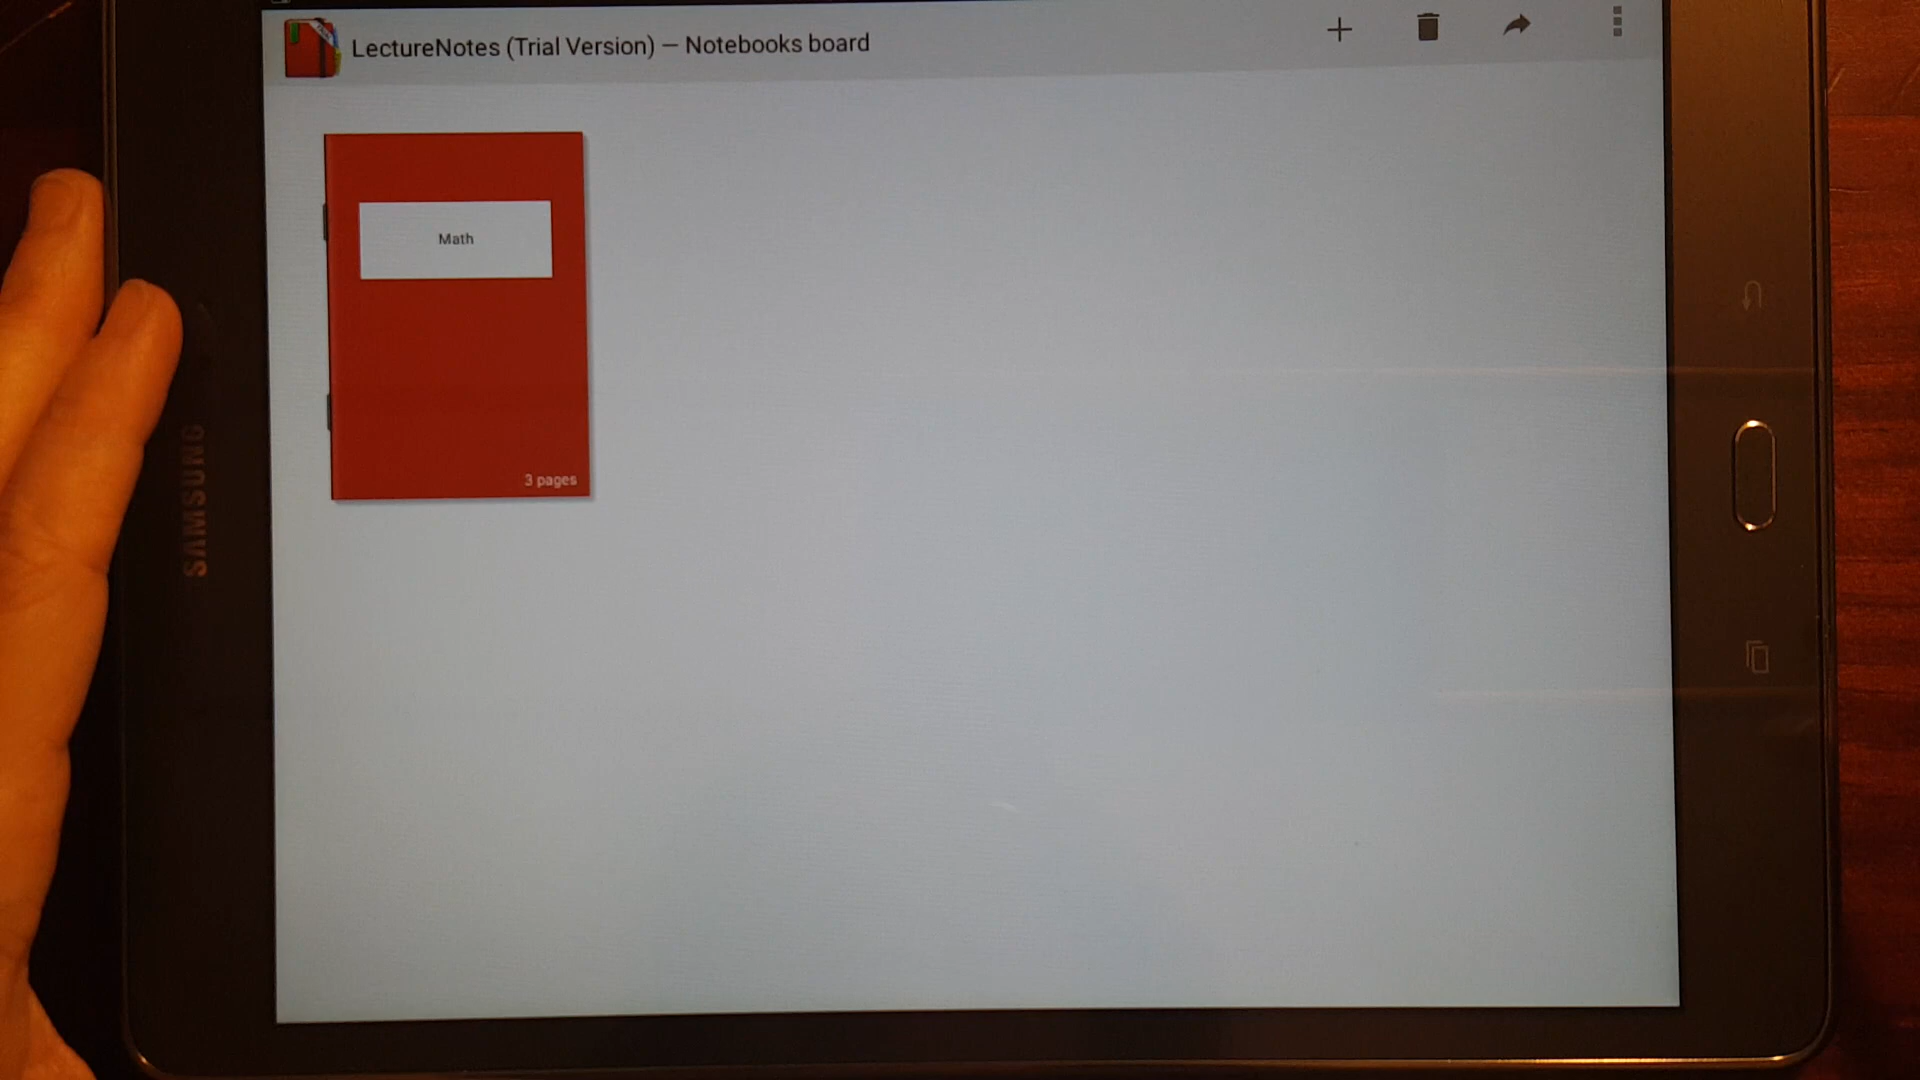 LectureNotes (Trial Version) – Notebooks board
Math
3 pages
SAMSUNG